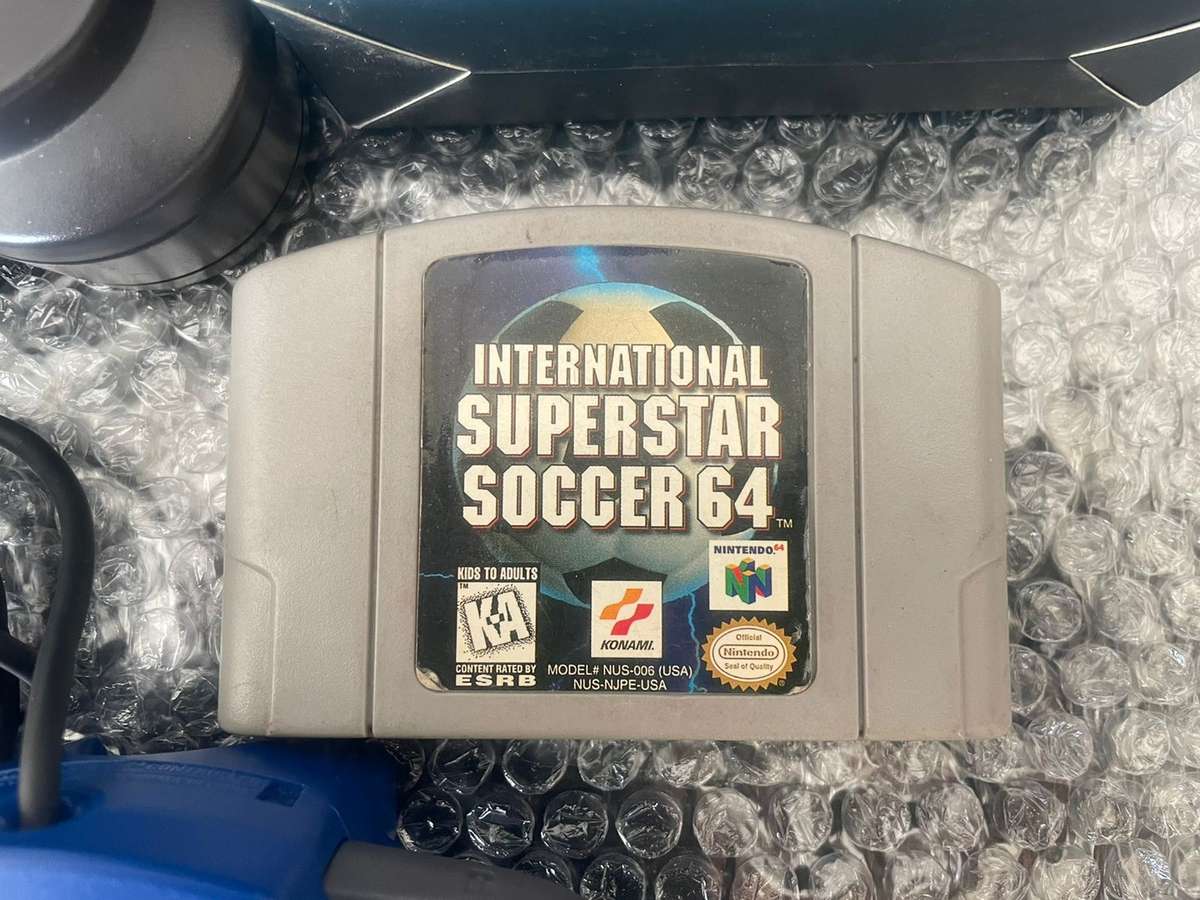 INTERNATIONAL
SUPERSTAR
SOCCER 64™
NINTENDO64
KIDS TO ADULTS
™
K-A
CONTENT RATED BY
ESRB
KONAMI.
MODEL# NUS-006 (USA)
NUS-NJPE-USA
Official
Nintendo
Seal of Quality